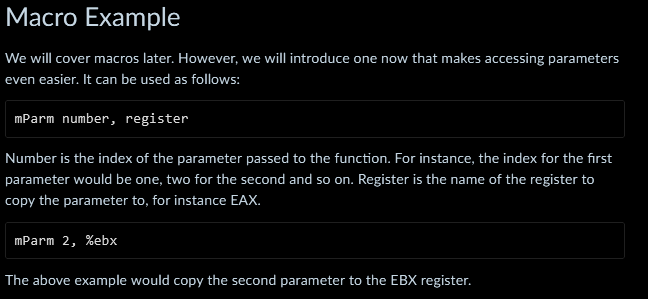 Macro Example
We will cover macros later. However, we will introduce one now that makes accessing parameters
even easier. It can be used as follows:
mParm number, register
Number is the index of the parameter passed to the function. For instance, the index for the first
parameter would be one, two for the second and so on. Register is the name of the register to
copy the parameter to, for instance EAX.
mParm 2, %ebx
The above example would copy the second parameter to the EBX register.